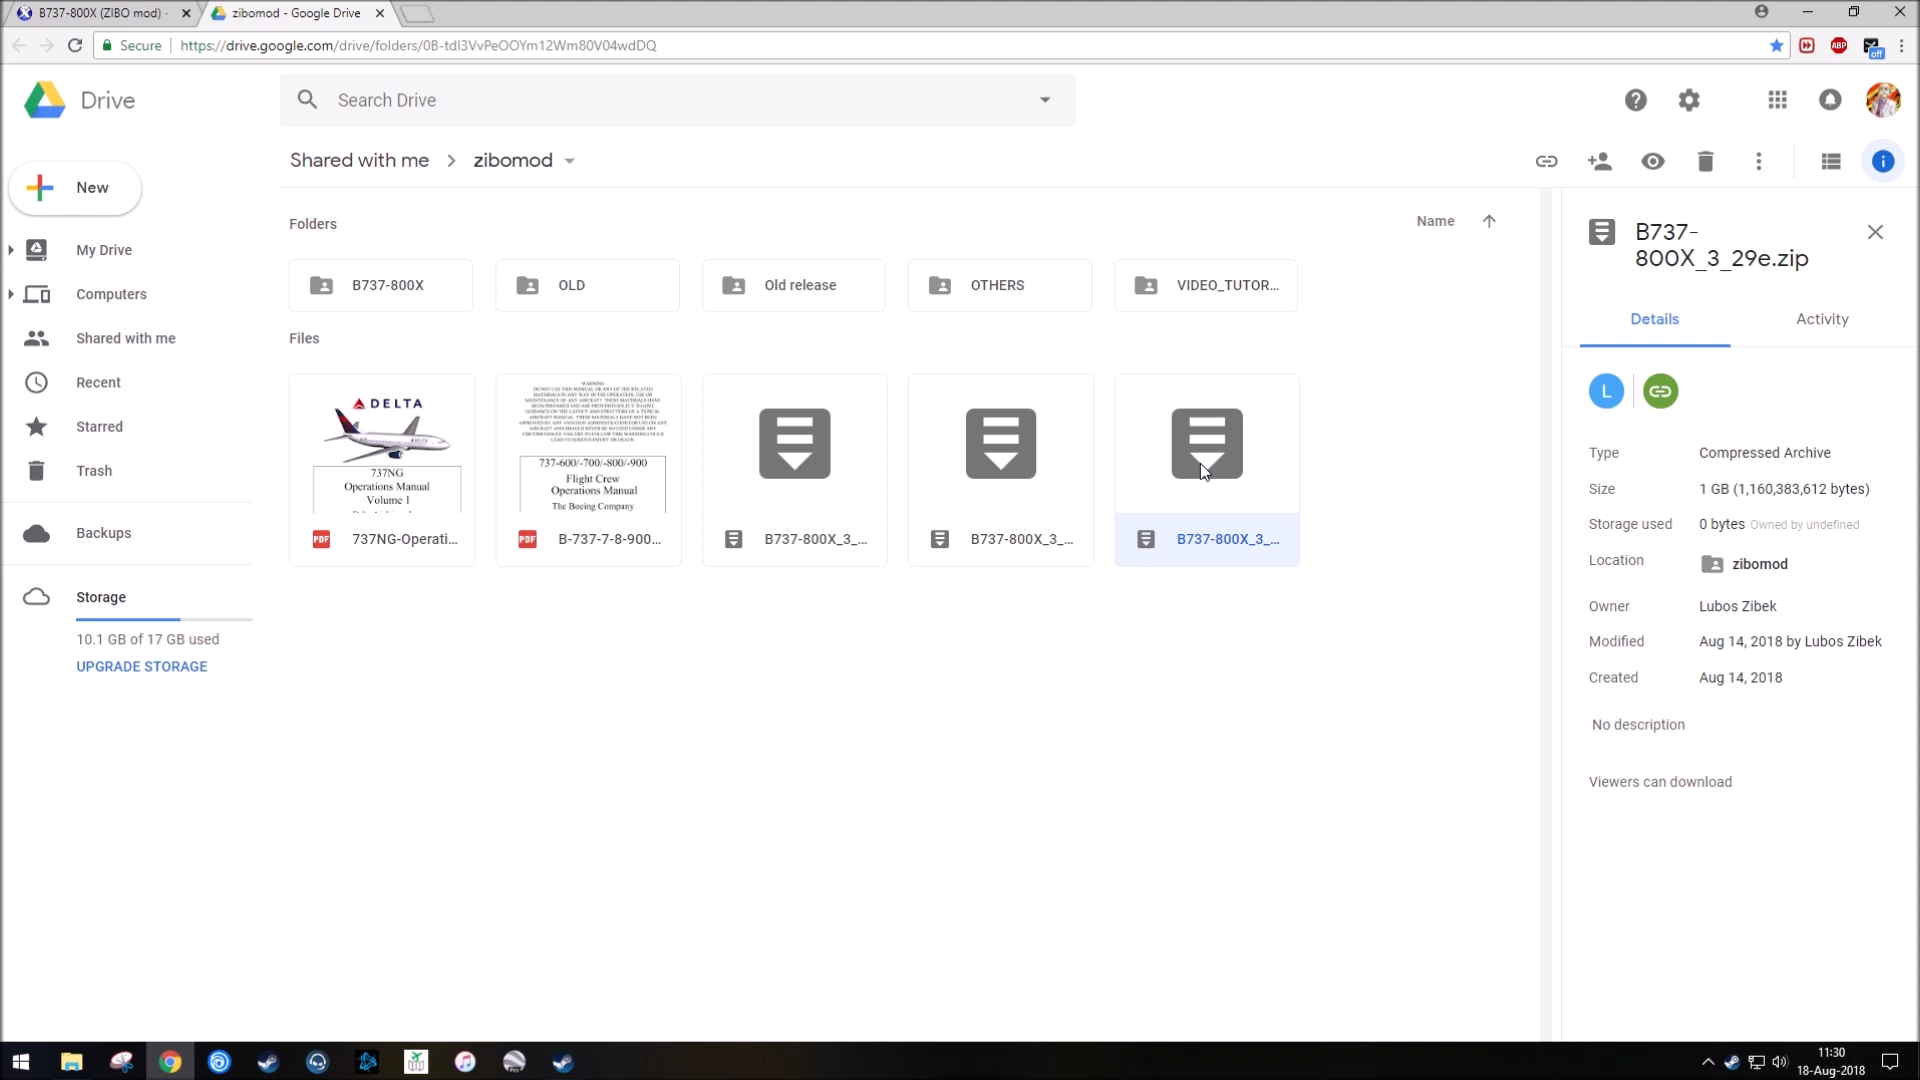 B737-800X (ZIBO mod) -
zibomod - Google Drive
Secure
https://drive.google.com/drive/folders/0B-tdI3VvPeOOYm12Wm80V04wdDQ
ABP
off
Drive
Search Drive
Shared with me
zibomod
New
My Drive
Computers
Shared with me
Recent
Starred
Trash
Backups
Storage
10.1 GB of 17 GB used
UPGRADE STORAGE
Folders
Name
B737-800X
OLD
Old release
OTHERS
VIDEO_TUTOR...
Files
DELTA
737NG
Operations Manual
Volume 1
PDF
737NG-Operati...
WARNING
737-600/-700/-800/-900
Flight Crew
Operations Manual
The Boeing Company
PDF
B-737-7-8-900...
B737-800X_3_...
B737-800X_3_...
B737-800X_3_...
B737-
800X_3_29e.zip
Details
Activity
L
Type
Compressed Archive
Size
1 GB (1,160,383,612 bytes)
Storage used
0 bytes Owned by undefined
Location
zibomod
Owner
Lubos Zibek
Modified
Aug 14, 2018 by Lubos Zibek
Created
Aug 14, 2018
No description
Viewers can download
11:30
18-Aug-2018